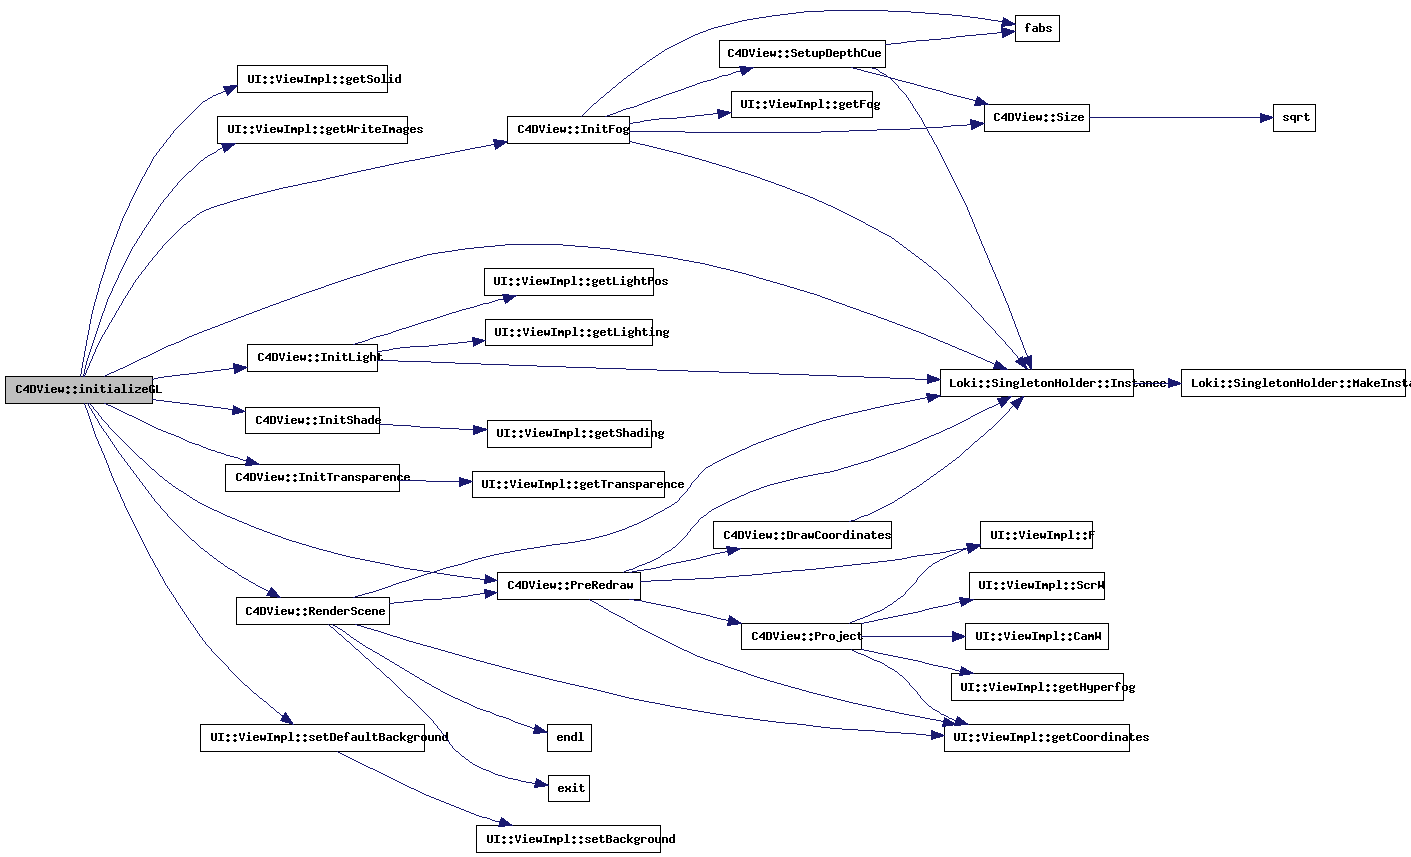 fabs
C4DView::SetupDepthCue
UI::ViewImpl::getSolid
UI::ViewImpl::getFog
C4DView::Size
sqrt
UI::ViewImpl::getWriteImages
C4DView::InitFog
UI::ViewImpl::getLightPos
UI::ViewImpl::getLighting
C4DView::InitLight
Loki::SingletonHolder::Instance
Loki::SingletonHolder::MakeInsta
C4DView::initializeGL
C4DView::InitShade
UI::ViewImpl::getShading
C4DView::InitTransparence
UI::ViewImpl::getTransparence
C4DView::DrawCoordinates
UI::ViewImpl::F
C4DView::PreRedraw
UI::ViewImpl::ScrW
C4DView::RenderScene
C4DView::Project
UI::ViewImpl::CamW
UI::ViewImpl::getHyperfog
UI::ViewImpl::setDefaultBackground
endl
UI::ViewImpl::getCoordinates
exit
UI::ViewImpl::setBackground